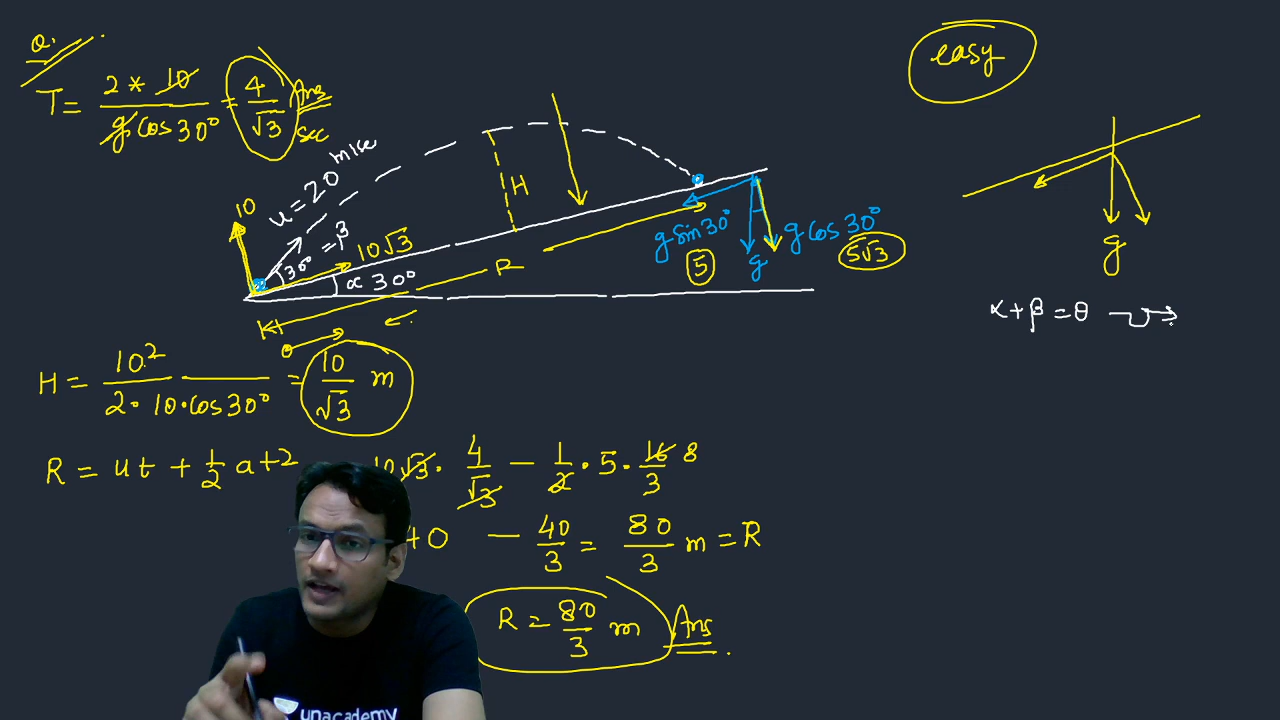 Q.
T = 2 * 10 / g cos 30° = 4/√3 Ans
sec
easy
u = 20 m/sec
10
30° = β
10√3
α 30°
H
R
g sin 30°
5
g
g cos 30°
5√3
g
α + β = θ
H = 10² / 2 · 10 · cos 30° = 10/√3 m
R = ut + 1/2 at2 10√3 · 4/√3 − 1/2 · 5 · 16/3 8
40 − 40/3 = 80/3 m = R
R = 80/3 m Ans
unacademy